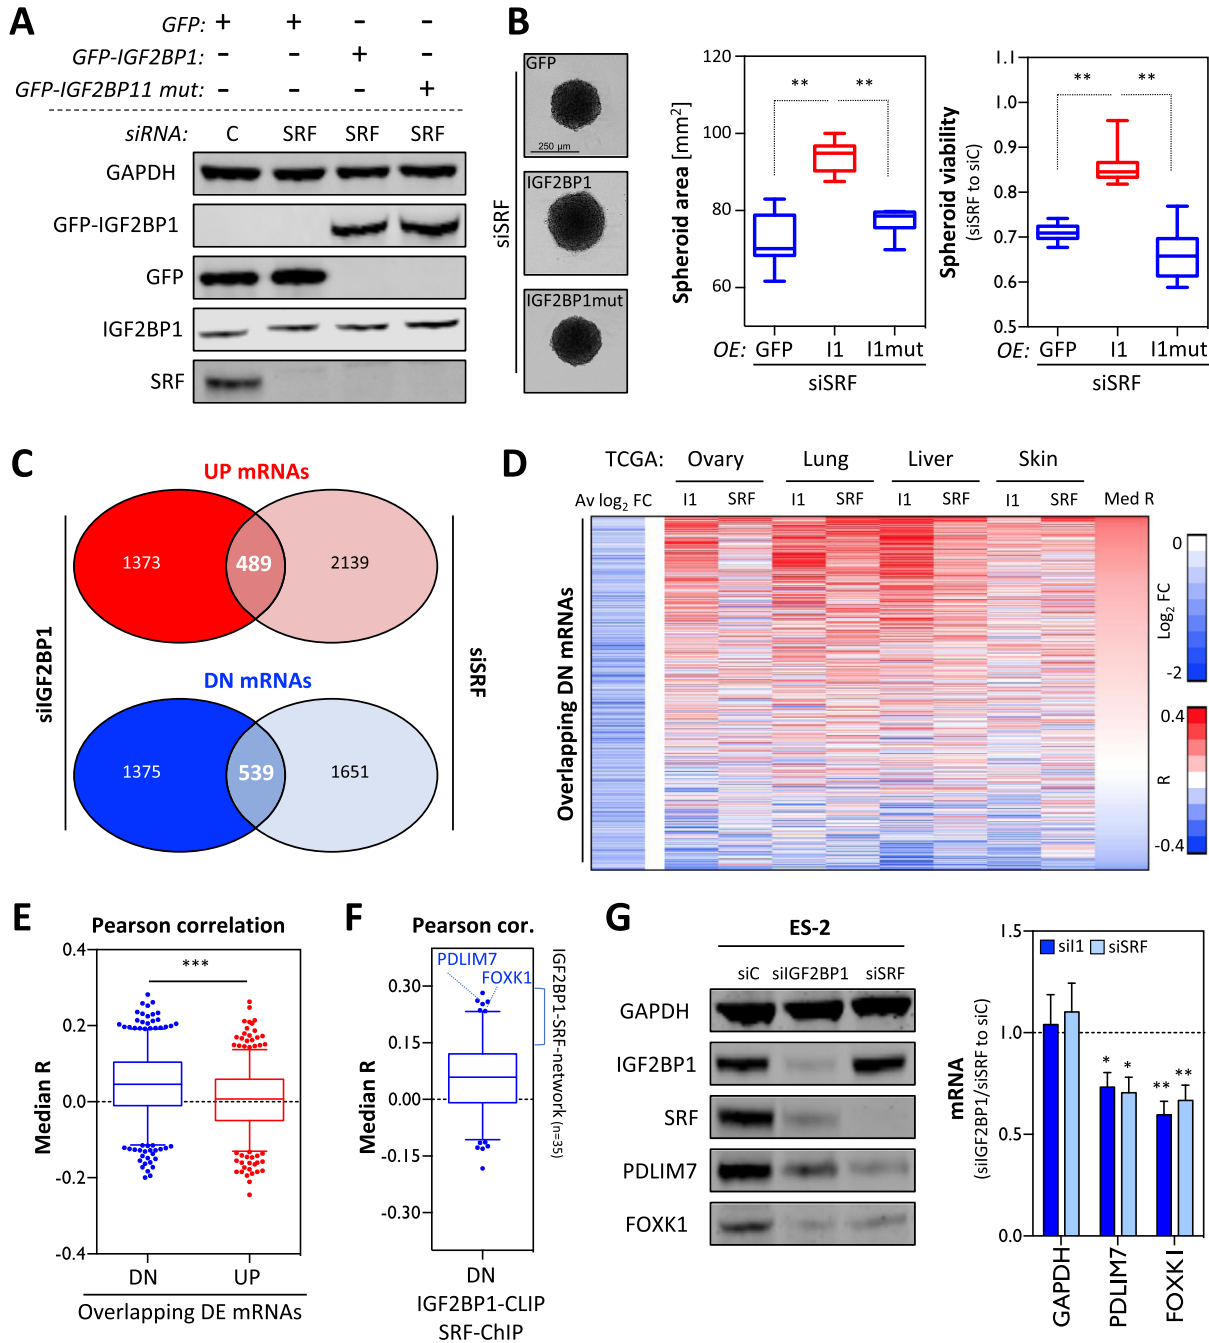 A
GFP: + + - -
GFP-IGF2BP1: - - + -
GFP-IGF2BP11 mut: - - - +
siRNA: C SRF SRF SRF
GAPDH
GFP-IGF2BP1
GFP
IGF2BP1
SRF
B
siSRF
GFP
250 µm
IGF2BP1
IGF2BP1mut
Spheroid area [mm²]
120
100
80
60
** **
OE: GFP I1 I1mut
siSRF
Spheroid viability
(siSRF to siC)
1.1
1.0
0.9
0.8
0.7
0.6
0.5
** **
OE: GFP I1 I1mut
siSRF
C
UP mRNAs
1373 489 2139
DN mRNAs
1375 539 1651
siIGF2BP1
siSRF
D
TCGA: Ovary Lung Liver Skin
Av log₂ FC I1 SRF I1 SRF I1 SRF I1 SRF Med R
Overlapping DN mRNAs
0
Log₂ FC
-2
0.4
R
-0.4
E
Pearson correlation
Median R
0.4
0.2
0.0
-0.2
-0.4
***
DN UP
Overlapping DE mRNAs
F
Pearson cor.
Median R
0.30
0.15
0.00
-0.15
-0.30
PDLIM7
FOXK1
IGF2BP1-SRF-network (n=35)
DN
IGF2BP1-CLIP
SRF-ChIP
G
ES-2
siC siIGF2BP1 siSRF
GAPDH
IGF2BP1
SRF
PDLIM7
FOXK1
mRNA
(siIGF2BP1/siSRF to siC)
1.5
1.0
0.5
0.0
siI1 siSRF
* * ** **
GAPDH
PDLIM7
FOXK1